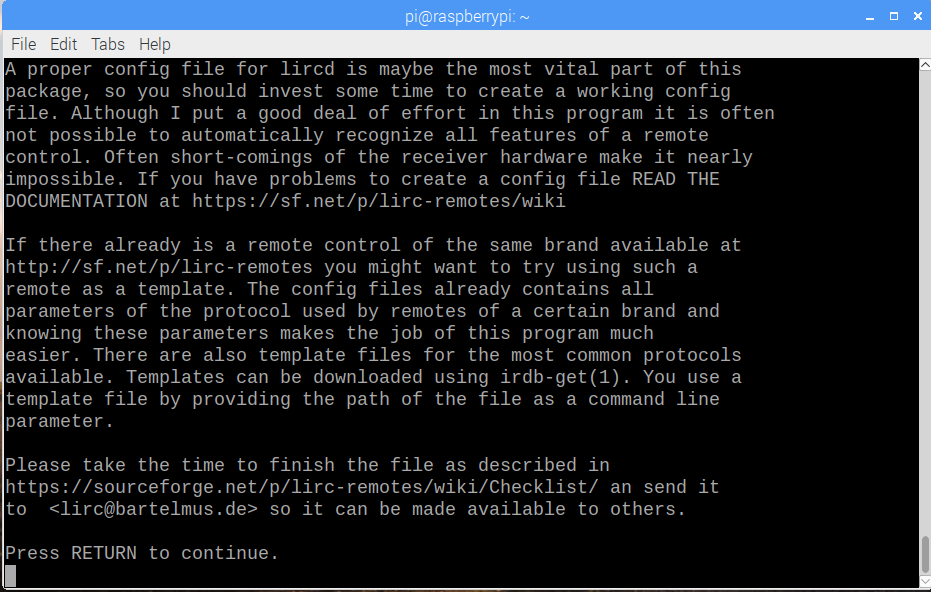 pi@raspberrypi: ~
File Edit Tabs Help
A proper config file for lircd is maybe the most vital part of this
package, so you should invest some time to create a working config
file. Although I put a good deal of effort in this program it is often
not possible to automatically recognize all features of a remote
control. Often short-comings of the receiver hardware make it nearly
impossible. If you have problems to create a config file READ THE
DOCUMENTATION at https://sf.net/p/lirc-remotes/wiki
If there already is a remote control of the same brand available at
http://sf.net/p/lirc-remotes you might want to try using such a
remote as a template. The config files already contains all
parameters of the protocol used by remotes of a certain brand and
knowing these parameters makes the job of this program much
easier. There are also template files for the most common protocols
available. Templates can be downloaded using irdb-get(1). You use a
template file by providing the path of the file as a command line
parameter.
Please take the time to finish the file as described in
https://sourceforge.net/p/lirc-remotes/wiki/Checklist/ an send it
to  <lirc@bartelmus.de> so it can be made available to others.
Press RETURN to continue.